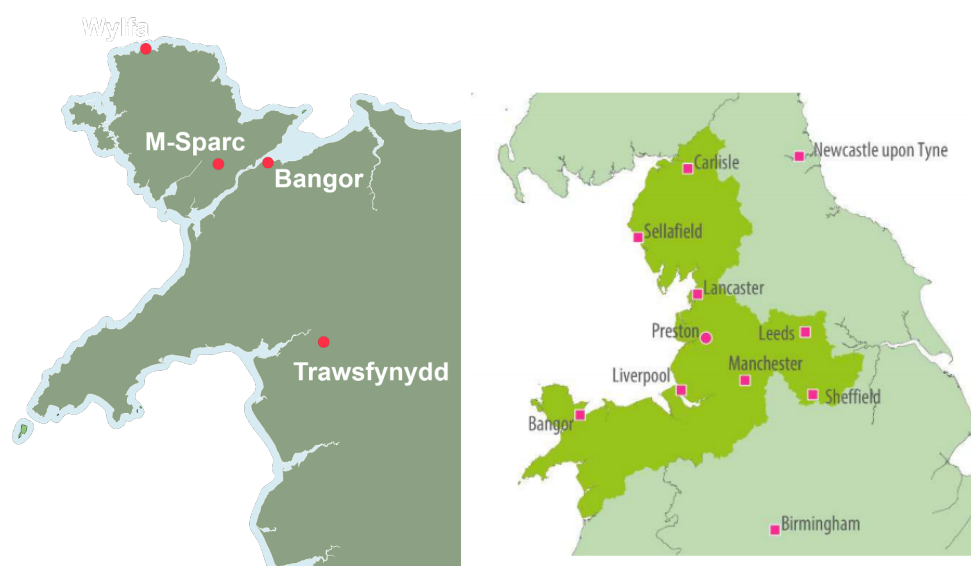 Wylfa
M-Sparc
Bangor
Trawsfynydd
Carlisle
Newcastle upon Tyne
Sellafield
Lancaster
Preston
Leeds
Manchester
Liverpool
Sheffield
Bangor
Birmingham